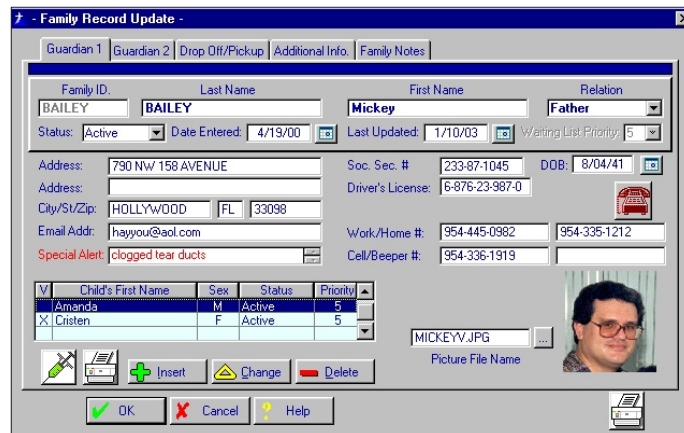 - Family Record Update -
Guardian 1 Guardian 2 Drop Off/Pickup Additional Info. Family Notes
Family ID. Last Name First Name Relation
BAILEY BAILEY Mickey Father
Status: Active Date Entered: 4/19/00 Last Updated: 1/10/03 Waiting List Priority: 5
Address: 790 NW 158 AVENUE Soc. Sec. # 233-87-1045 DOB: 8/04/41
Address: Driver's License: 6-876-23-987-0
City/St/Zip: HOLLYWOOD FL 33098
Email Addr: hayyou@aol.com Work/Home #: 954-445-0982 954-335-1212
Special Alert: clogged tear ducts Cell/Beeper #: 954-336-1919
V Child's First Name Sex Status Priority
Amanda M Active 5
X Cristen F Active 5
MICKEYV.JPG ...
Picture File Name
Insert Change Delete
OK Cancel ? Help